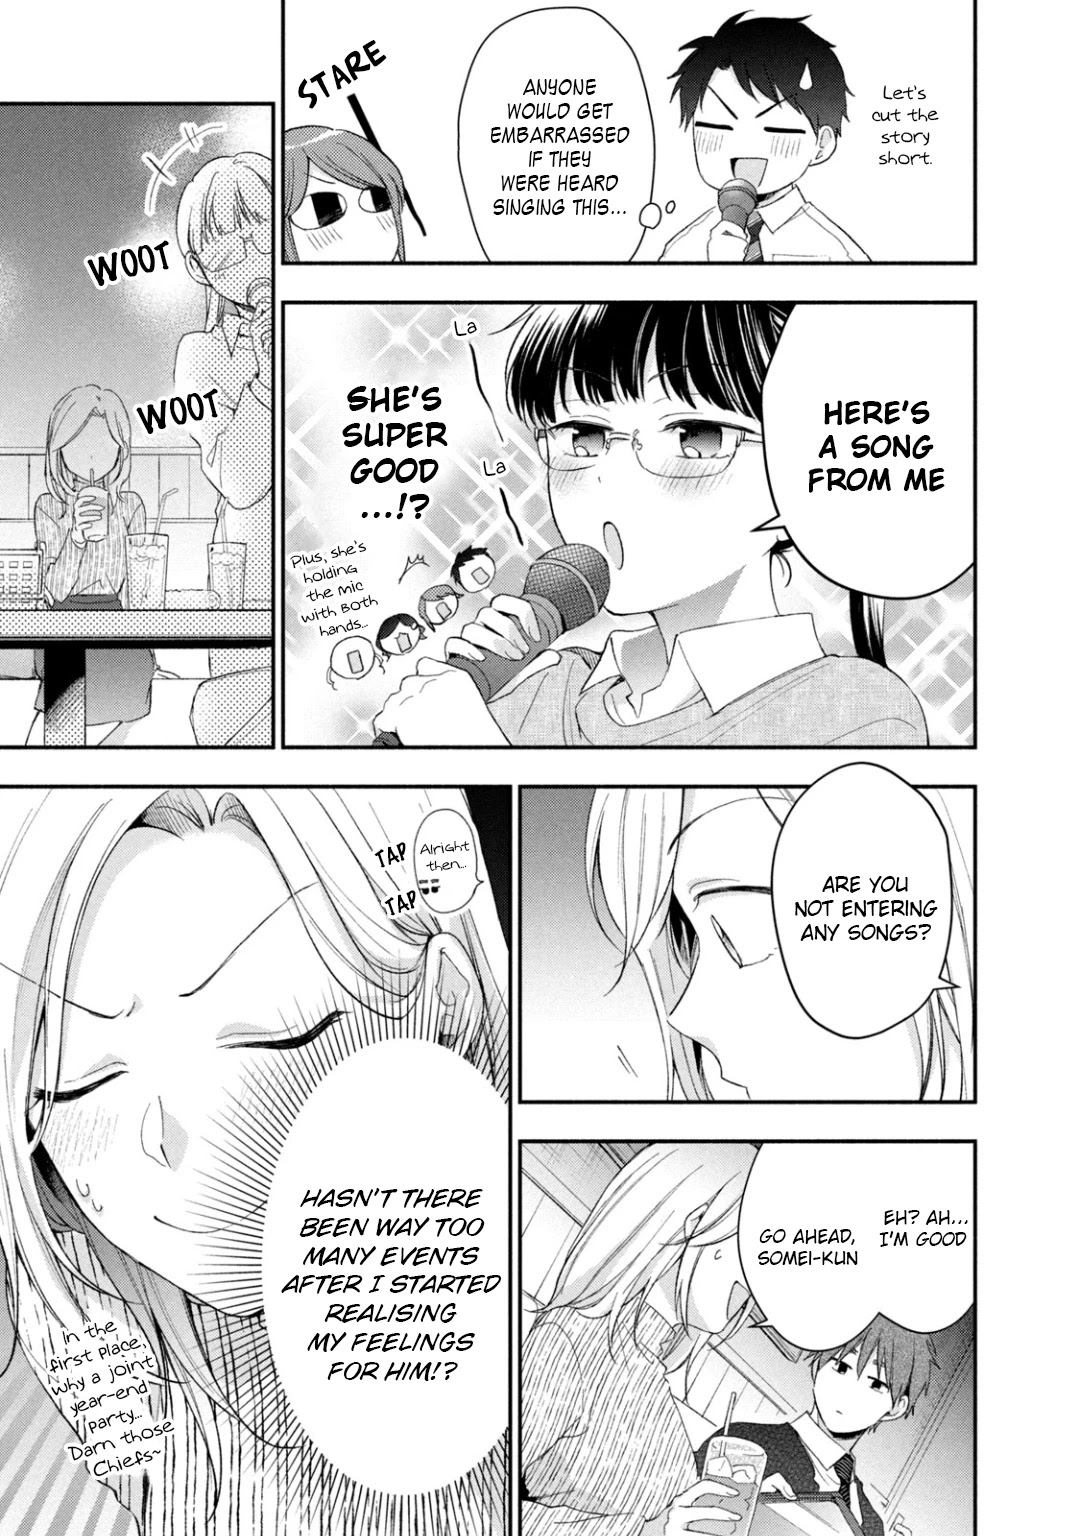 Let's
cut the
story
short.
ANYONE
WOULD GET
EMBARRASSED
IF THEY
WERE HEARD
SINGING THIS...
STARE
HERE'S
A SONG
FROM ME
La
La
SHE'S
SUPER
GOOD
...!?
Plus, she's
holding
the mic
with both
hands...
WOOT
WOOT
ARE YOU
NOT ENTERING
ANY SONGS?
EH? AH...
I'M GOOD
GO AHEAD,
SOMEI-KUN
Alright
then...
TAP
TAP
HASN'T THERE
BEEN WAY TOO
MANY EVENTS
AFTER I STARTED
REALISING
MY FEELINGS
FOR HIM!?
In the
first place,
why a joint
year-end
party...
Darn those
Chiefs~